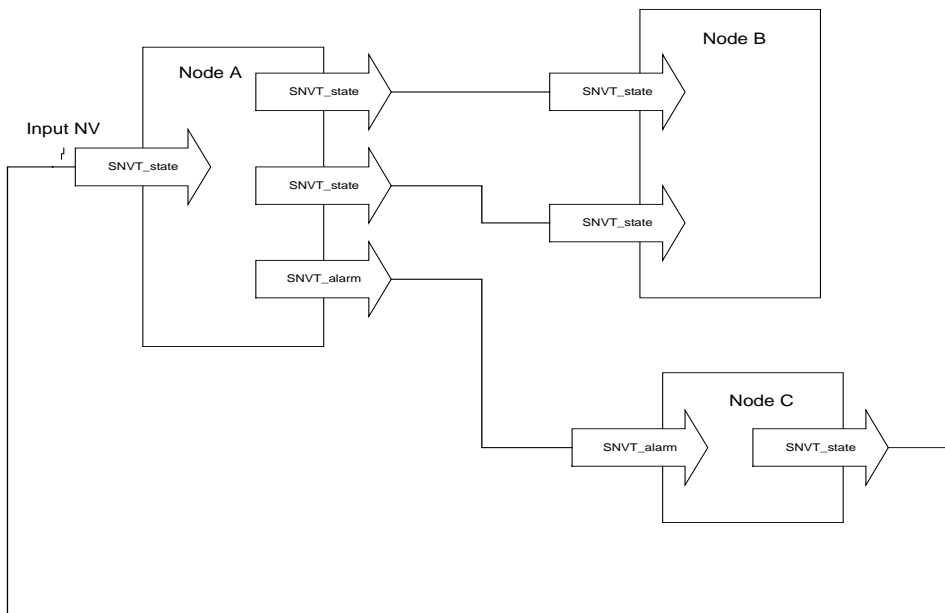 Node B
Node A
SNVT_state
SNVT_state
Input NV
SNVT_state
SNVT_state
SNVT_state
SNVT_alarm
Node C
SNVT_alarm
SNVT_state